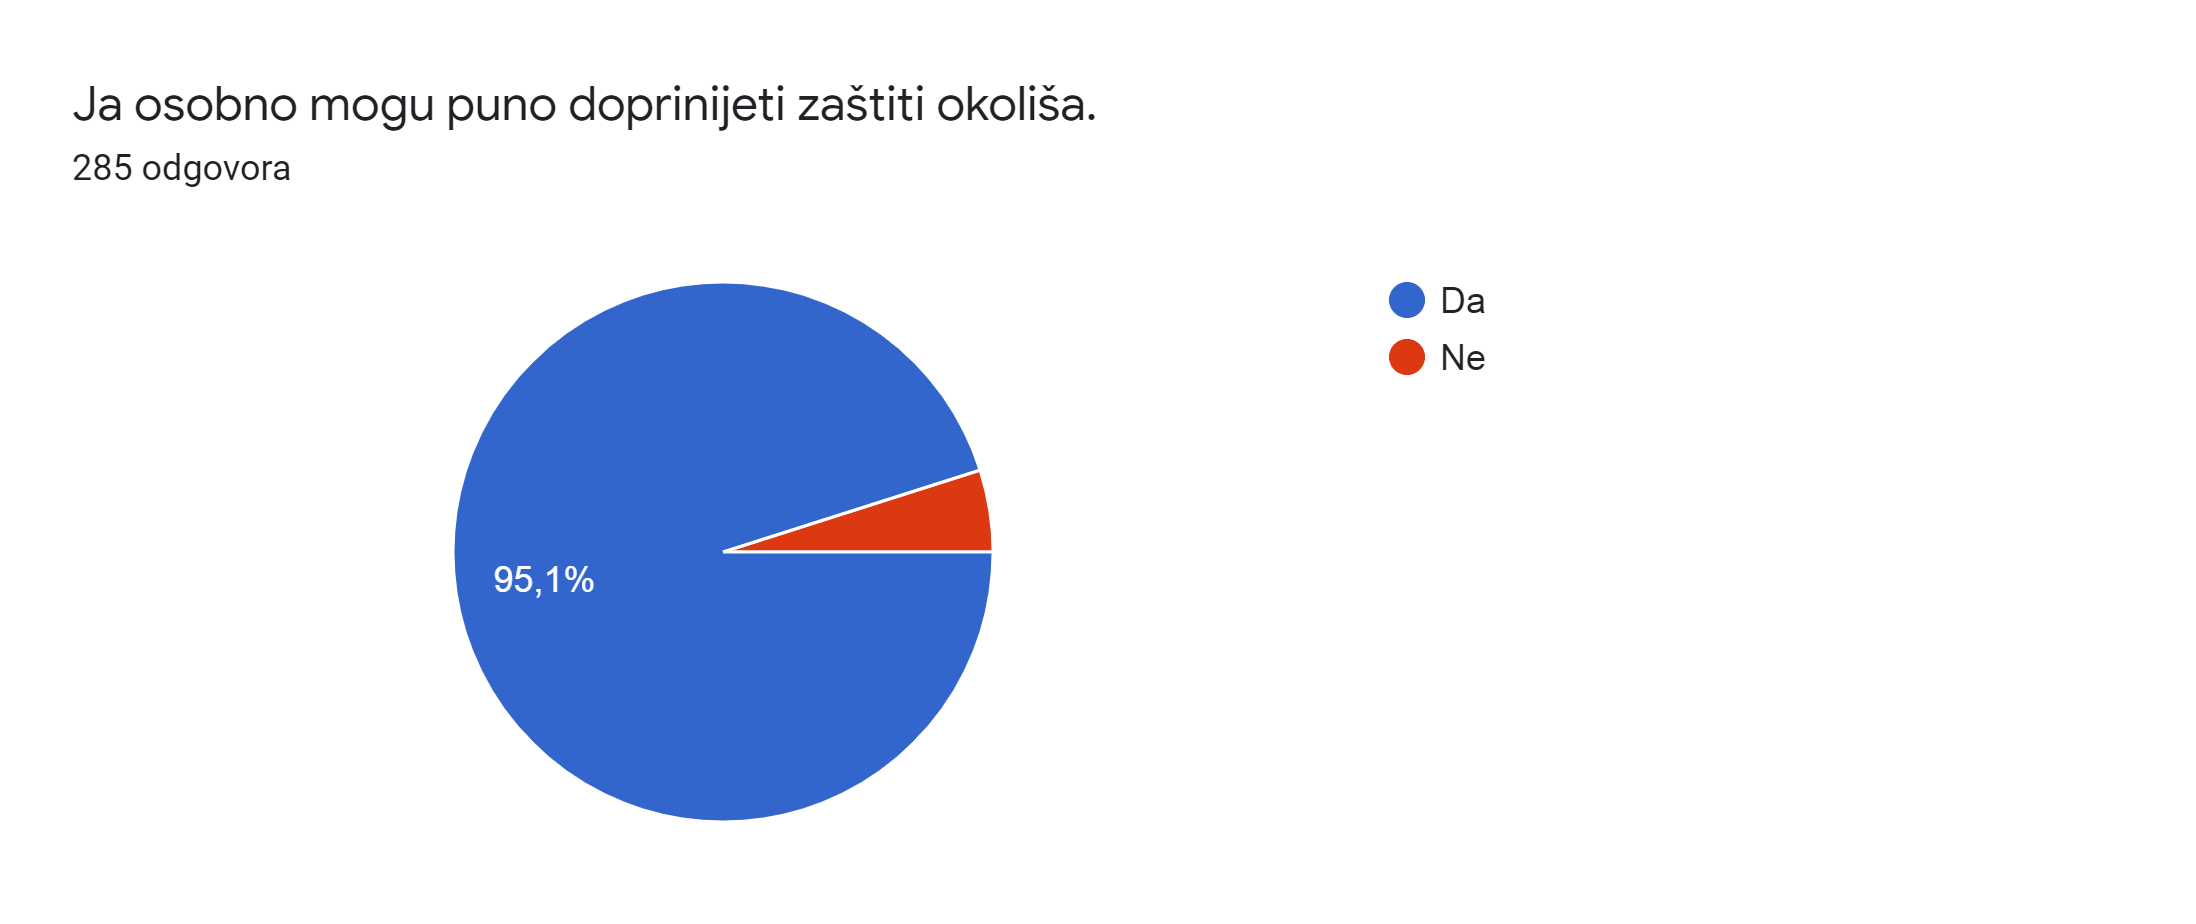 Ja osobno mogu puno doprinijeti zaštiti okoliša.
285 odgovora
Da
Ne
95,1%